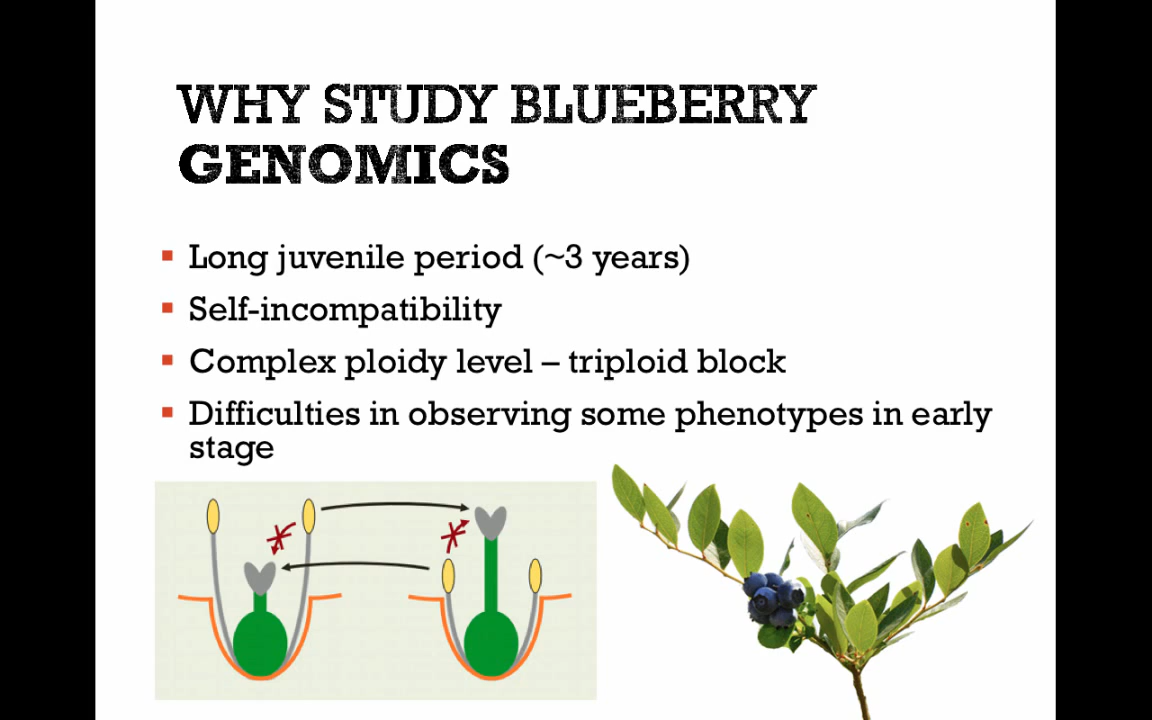 WHY STUDY BLUEBERRY
GENOMICS
▪ Long juvenile period (~3 years)
▪ Self-incompatibility
▪ Complex ploidy level – triploid block
▪ Difficulties in observing some phenotypes in early
stage